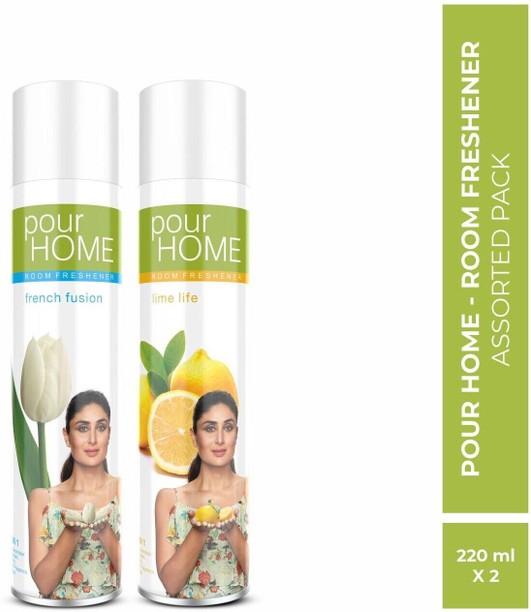 pour
HOME
ROOM FRESHENER
french fusion
pour
HOME
ROOM FRESHENER
lime life
POUR HOME - ROOM FRESHENER
ASSORTED PACK
220 ml
X 2